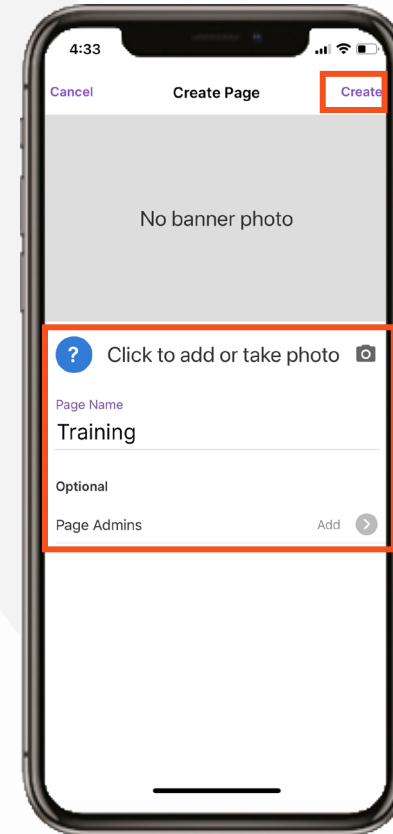 4:33
Cancel Create Page Create
No banner photo
? Click to add or take photo
Page Name
Training
Optional
Page Admins Add